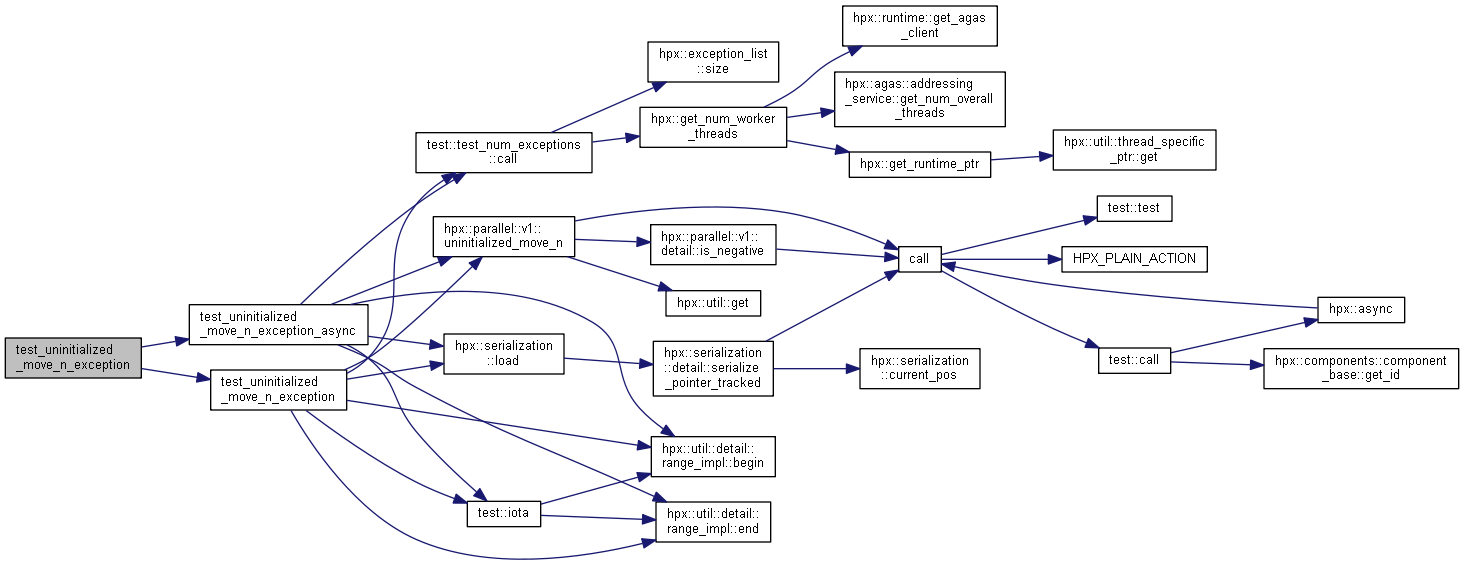 hpx::runtime::get_agas
_client
hpx::exception_list
::size
hpx::agas::addressing
_service::get_num_overall
_threads
hpx::get_num_worker
_threads
test::test_num_exceptions
::call
hpx::util::thread_specific
_ptr::get
hpx::get_runtime_ptr
test::test
hpx::parallel::v1::
uninitialized_move_n
hpx::parallel::v1::
detail::is_negative
call
HPX_PLAIN_ACTION
hpx::util::get
hpx::async
test_uninitialized
_move_n_exception_async
test_uninitialized
_move_n_exception
hpx::serialization
::load
hpx::serialization
::detail::serialize
_pointer_tracked
hpx::serialization
::current_pos
test::call
hpx::components::component
_base::get_id
test_uninitialized
_move_n_exception
hpx::util::detail::
range_impl::begin
test::iota
hpx::util::detail::
range_impl::end